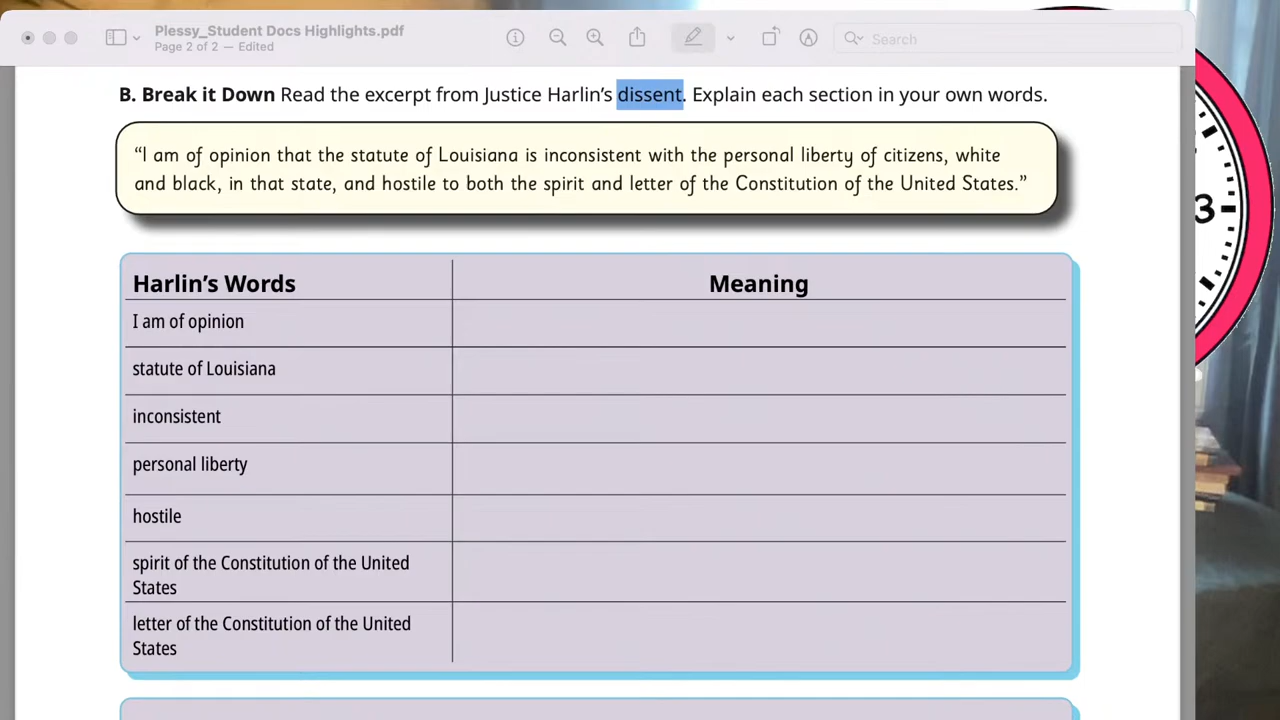 Plessy_Student Docs Highlights.pdf
Page 2 of 2 — Edited
Search
B. Break it Down Read the excerpt from Justice Harlin’s dissent. Explain each section in your own words.
“I am of opinion that the statute of Louisiana is inconsistent with the personal liberty of citizens, white
and black, in that state, and hostile to both the spirit and letter of the Constitution of the United States.”
Harlin’s Words
Meaning
I am of opinion
statute of Louisiana
inconsistent
personal liberty
hostile
spirit of the Constitution of the United
States
letter of the Constitution of the United
States
3